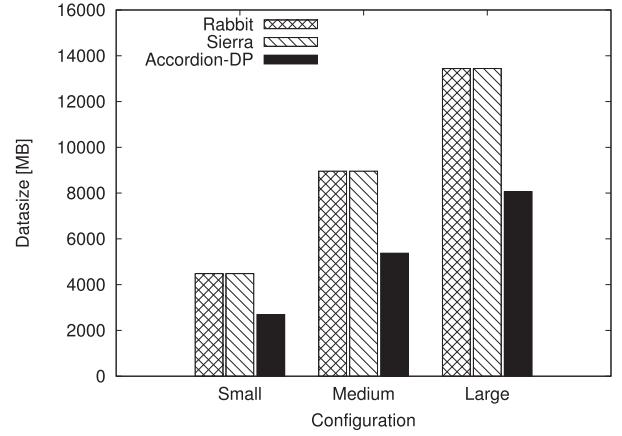 16000
14000
12000
10000
8000
6000
4000
2000
0
Datasize [MB]
Rabbit
Sierra
Accordion-DP
Small Medium Large
Configuration